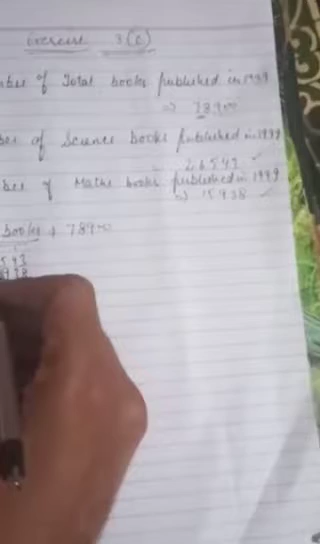 Exercise 3(c)
of Total books published in 1999
=> 78900
of Science books published in 1999
26543 ✓
of Maths books published in 1999
=> 15938 ✓
books → 78900